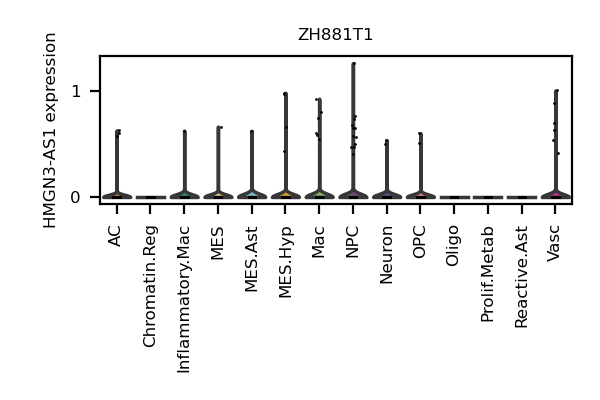 ZH881T1
HMGN3-AS1 expression
1
0
AC
Chromatin.Reg
Inflammatory.Mac
MES
MES.Ast
MES.Hyp
Mac
NPC
Neuron
OPC
Oligo
Prolif.Metab
Reactive.Ast
Vasc